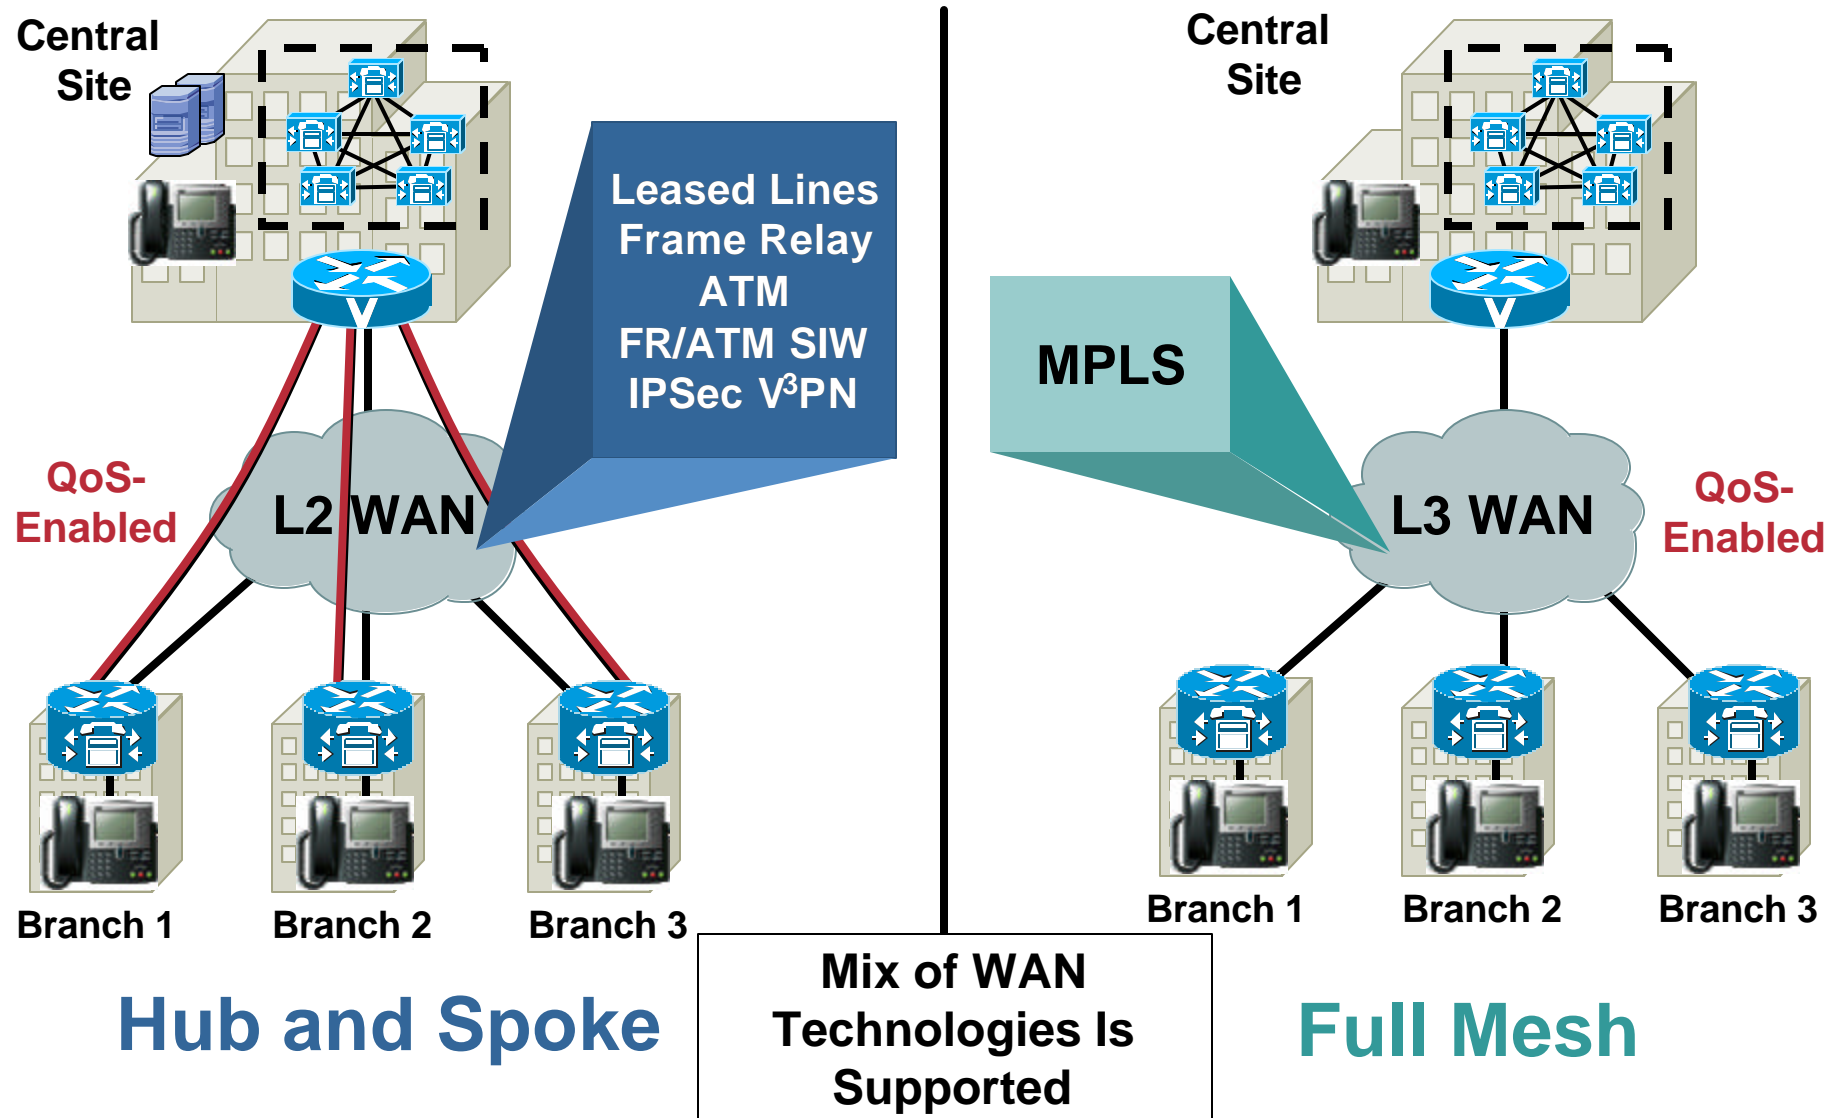 Central
Site
Leased Lines
Frame Relay
ATM
FR/ATM SIW
IPSec V³PN
V
QoS-
Enabled
L2 WAN
Branch 1
Branch 2
Branch 3
Hub and Spoke
Central
Site
V
MPLS
L3 WAN
QoS-
Enabled
Branch 1
Branch 2
Branch 3
Full Mesh
Mix of WAN
Technologies Is
Supported